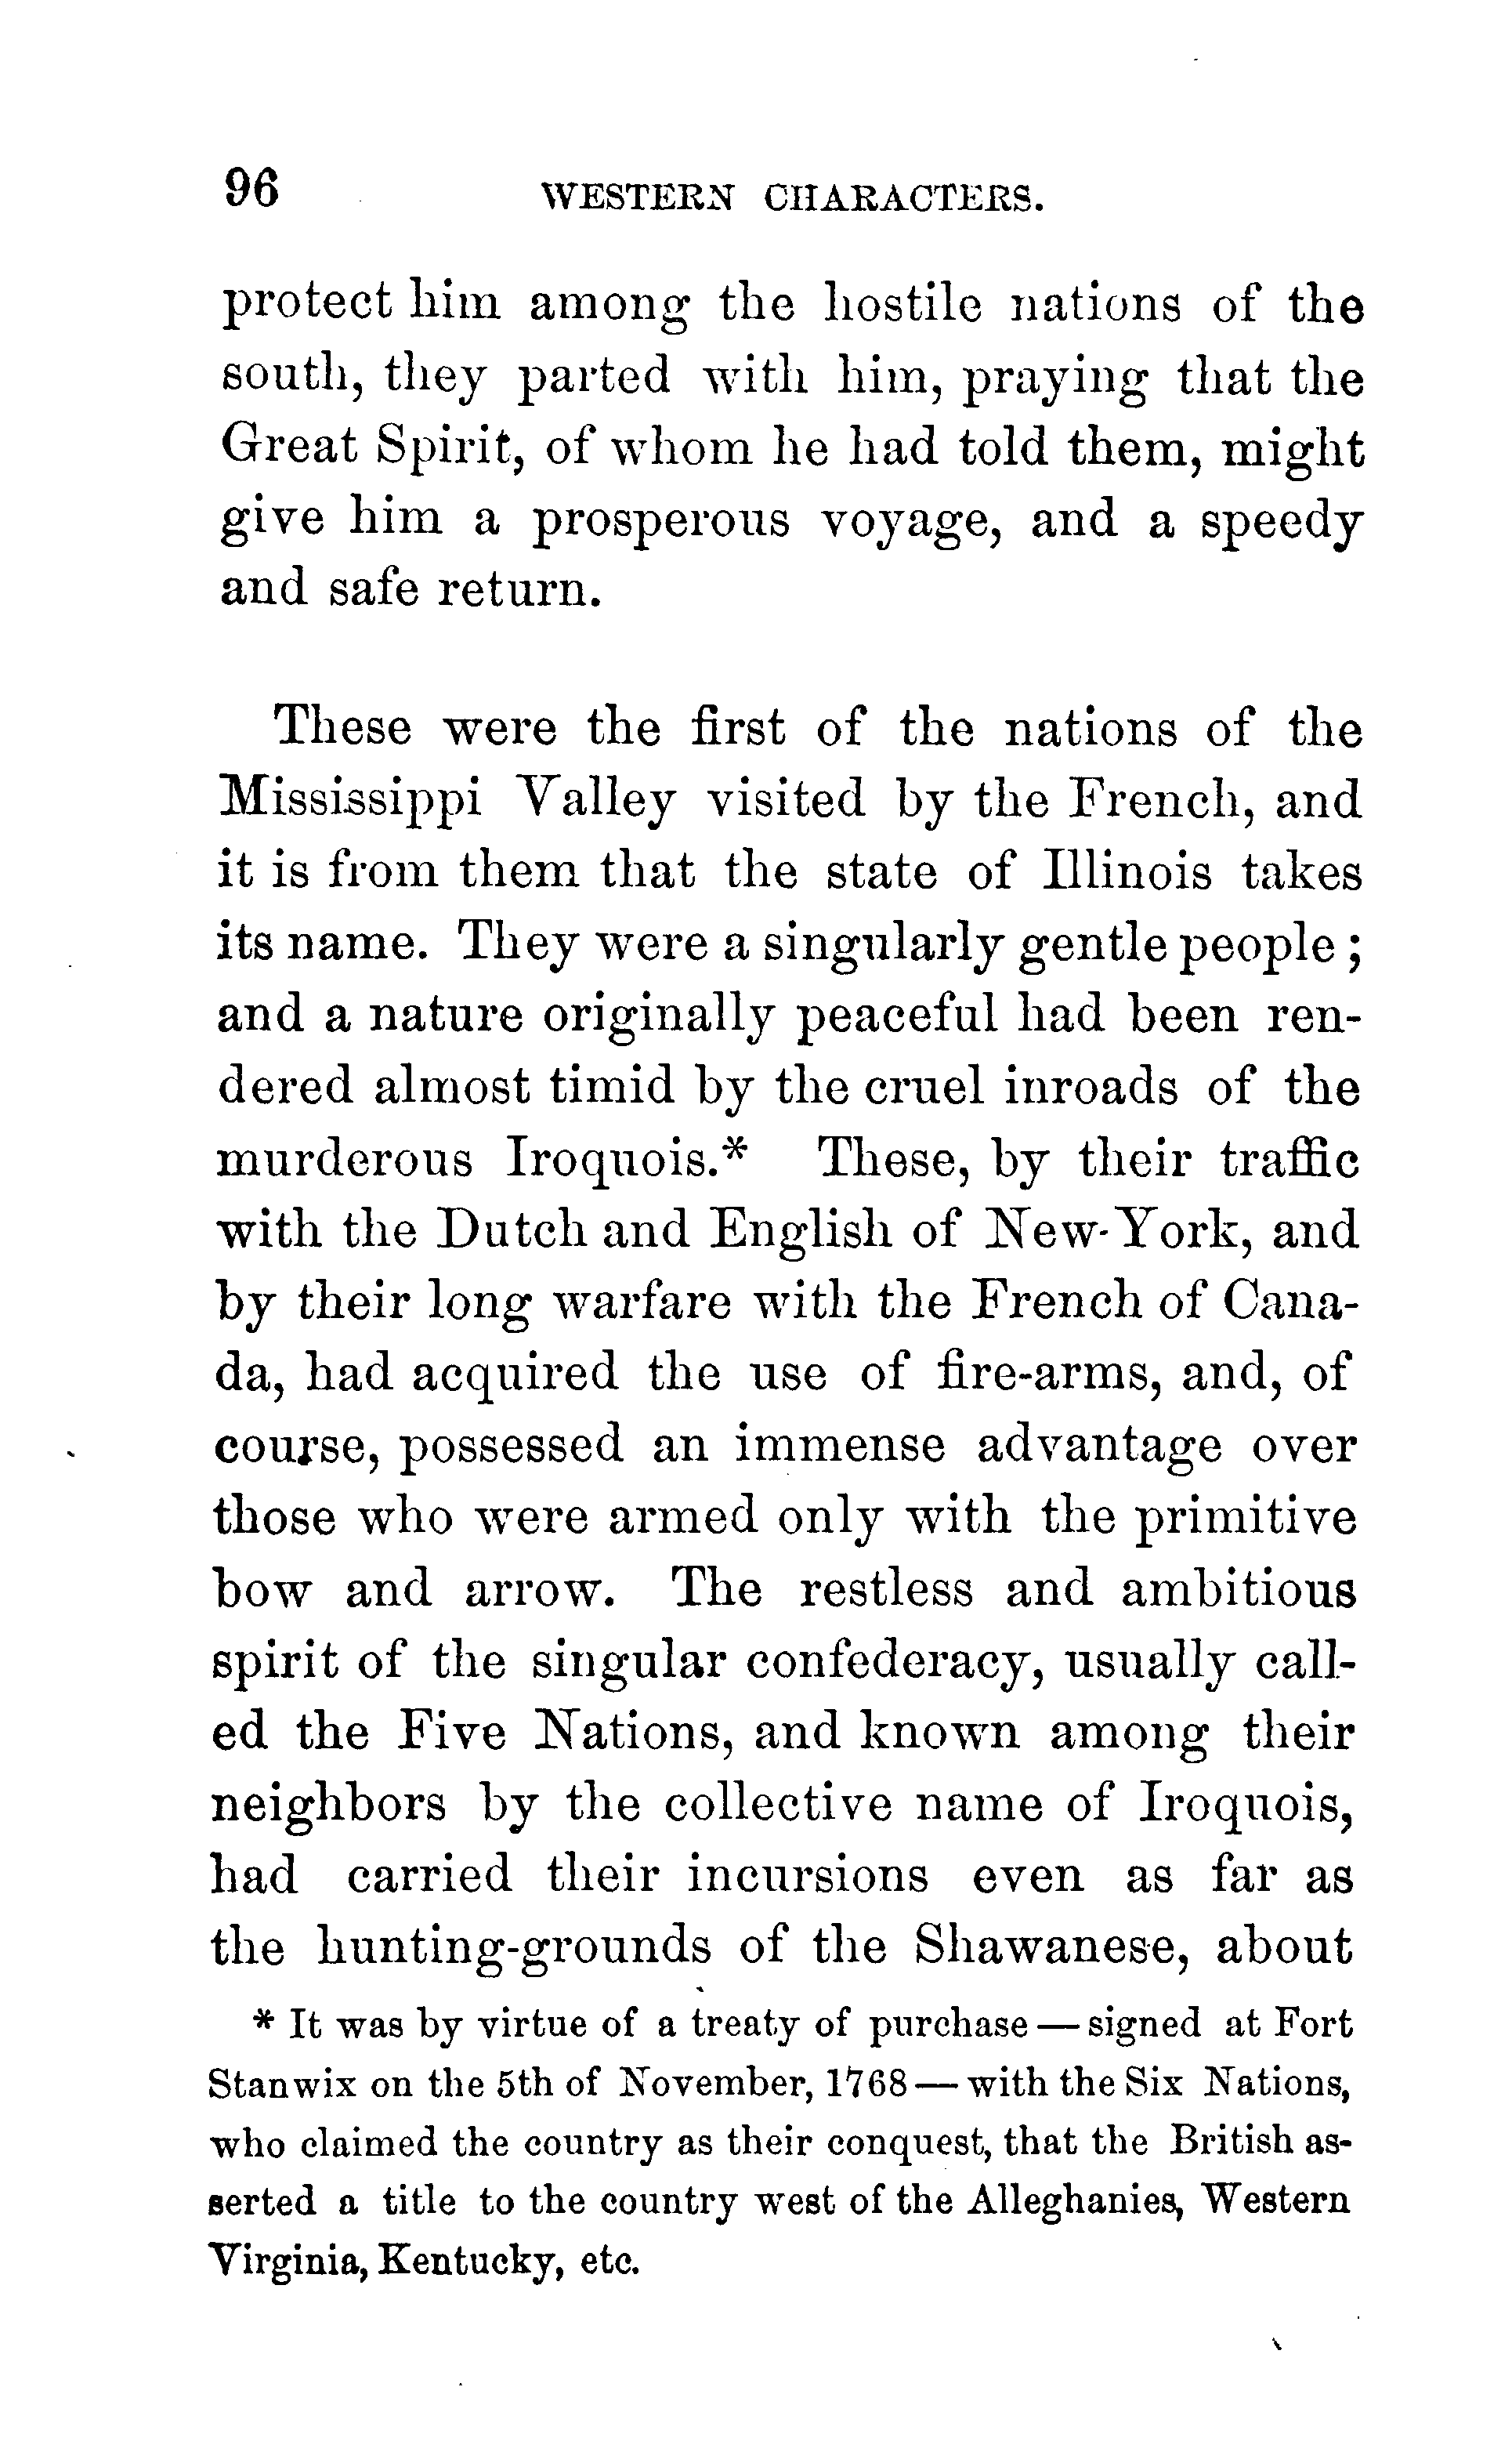 96 WESTERN CHARACTERS.
protect him among the hostile nations of the
south, they parted with him, praying that the
Great Spirit, of whom he had told them, might
give him a prosperous voyage, and a speedy
and safe return.
These were the first of the nations of the
Mississippi Valley visited by the French, and
it is from them that the state of Illinois takes
its name. They were a singularly gentle people;
and a nature originally peaceful had been ren-
dered almost timid by the cruel inroads of the
murderous Iroquois.* These, by their traffic
with the Dutch and English of New-York, and
by their long warfare with the French of Cana-
da, had acquired the use of fire-arms, and, of
course, possessed an immense advantage over
those who were armed only with the primitive
bow and arrow. The restless and ambitious
spirit of the singular confederacy, usually call-
ed the Five Nations, and known among their
neighbors by the collective name of Iroquois,
had carried their incursions even as far as
the hunting-grounds of the Shawanese, about
* It was by virtue of a treaty of purchase — signed at Fort
Stanwix on the 5th of November, 1768 — with the Six Nations,
who claimed the country as their conquest, that the British as-
serted a title to the country west of the Alleghanies, Western
Virginia, Kentucky, etc.